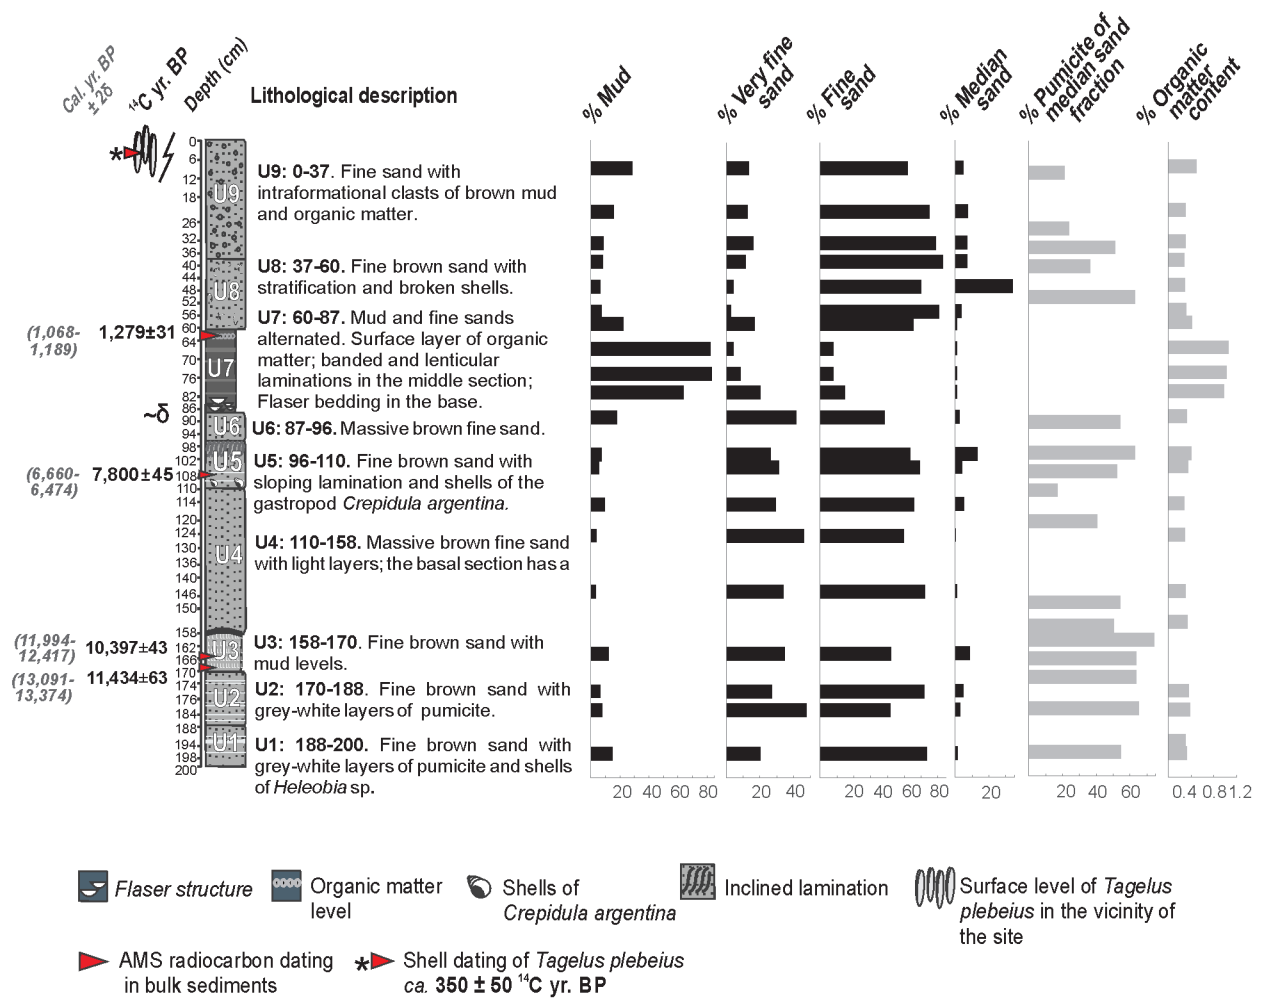 Cal. yr. BP
± 2δ
14C yr. BP
Depth (cm)
Lithological description
% Mud
% Very fine
sand
% Fine
sand
% Median
sand
% Pumicite of
median sand
fraction
% Organic
matter
content
*
0
6
12
18
26
32
36
40
44
48
52
56
60
64
70
76
82
86
90
94
98
102
108
110
114
120
124
130
136
140
146
150
158
162
166
170
174
176
184
188
194
198
200
U9
U8
U7
U6
U5
U4
U3
U2
U1
U9: 0-37. Fine sand with
intraformational clasts of brown mud
and organic matter.
U8: 37-60. Fine brown sand with
stratification and broken shells.
U7: 60-87. Mud and fine sands
alternated. Surface layer of organic
matter; banded and lenticular
laminations in the middle section;
Flaser bedding in the base.
U6: 87-96. Massive brown fine sand.
U5: 96-110. Fine brown sand with
sloping lamination and shells of the
gastropod Crepidula argentina.
U4: 110-158. Massive brown fine sand
with light layers; the basal section has a
U3: 158-170. Fine brown sand with
mud levels.
U2: 170-188. Fine brown sand with
grey-white layers of pumicite.
U1: 188-200. Fine brown sand with
grey-white layers of pumicite and shells
of Heleobia sp.
(1,068-
1,189)
1,279±31
~δ
(6,660-
6,474)
7,800±45
(11,994-
12,417)
10,397±43
(13,091-
13,374)
11,434±63
20 40 60 80
20 40
20 40 60 80
20
20 40 60
0.4 0.8 1.2
Flaser structure
Organic matter
level
Shells of
Crepidula argentina
Inclined lamination
Surface level of Tagelus
plebeius in the vicinity of
the site
AMS radiocarbon dating
in bulk sediments
* Shell dating of Tagelus plebeius
ca. 350 ± 50 14C yr. BP